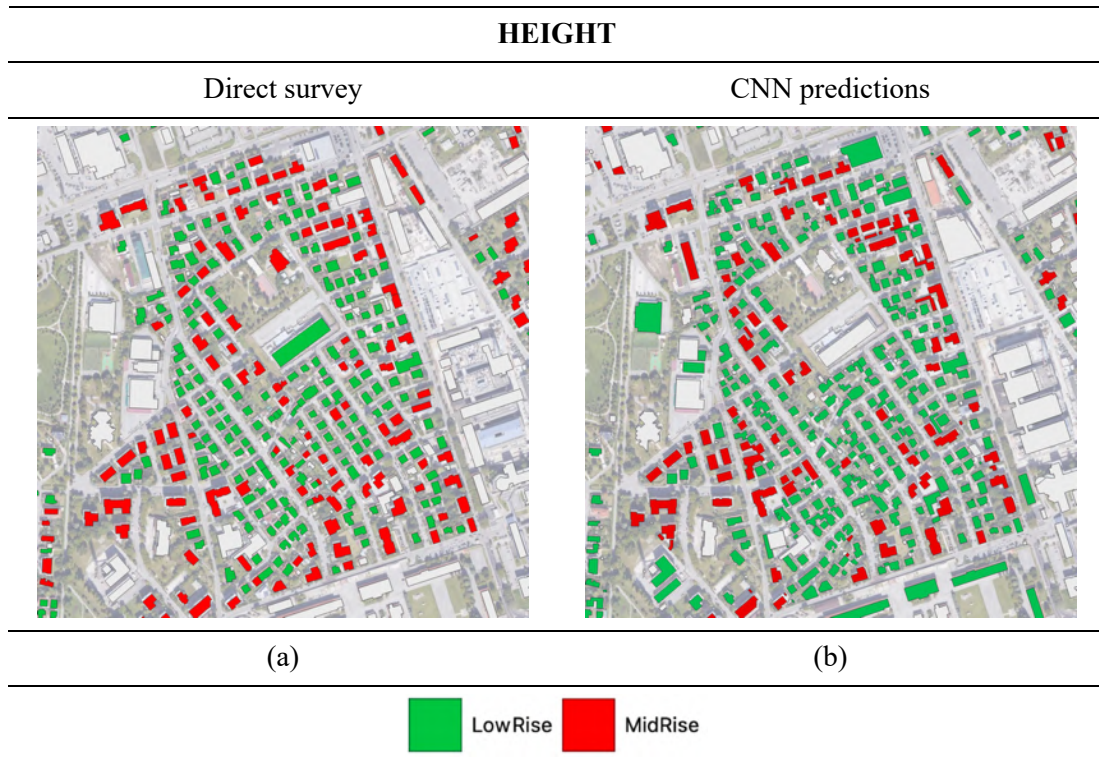 HEIGHT
Direct survey
CNN predictions
(a)
(b)
LowRise
MidRise